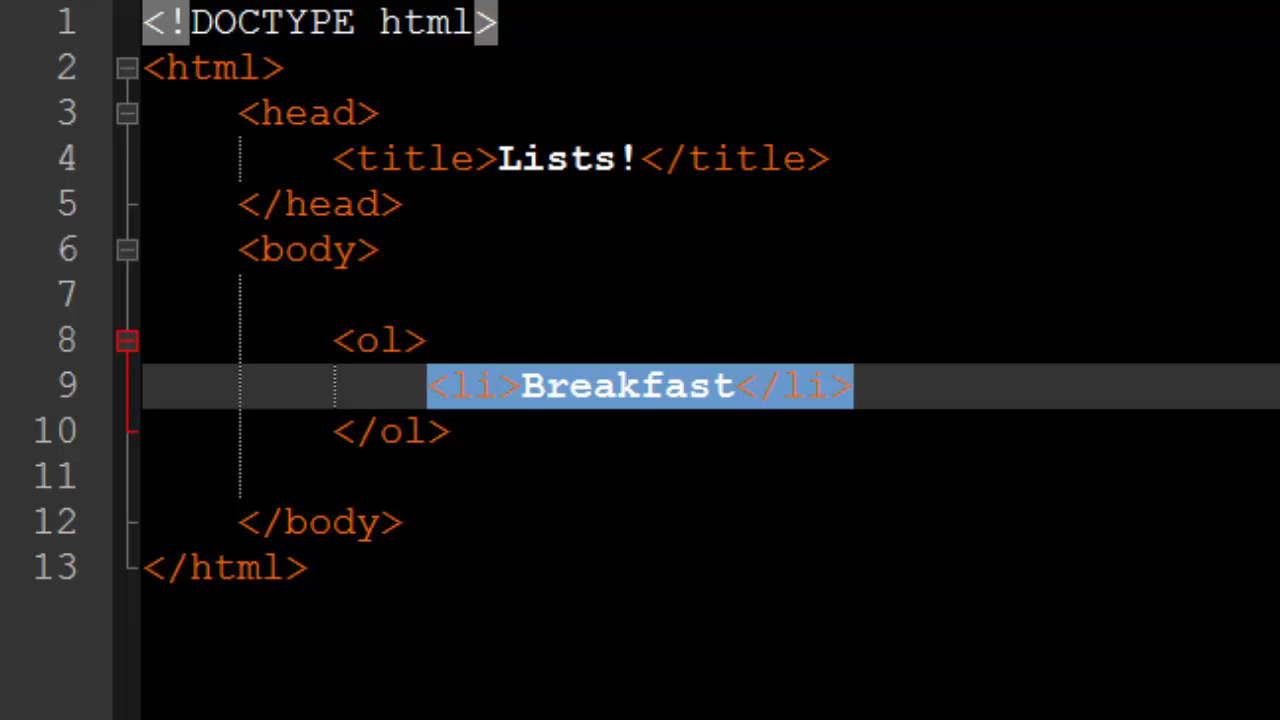 1 <!DOCTYPE html>
2 <html>
3 <head>
4 <title>Lists!</title>
5 </head>
6 <body>
7
8 <ol>
9 <li>Breakfast</li>
10 </ol>
11
12 </body>
13 </html>